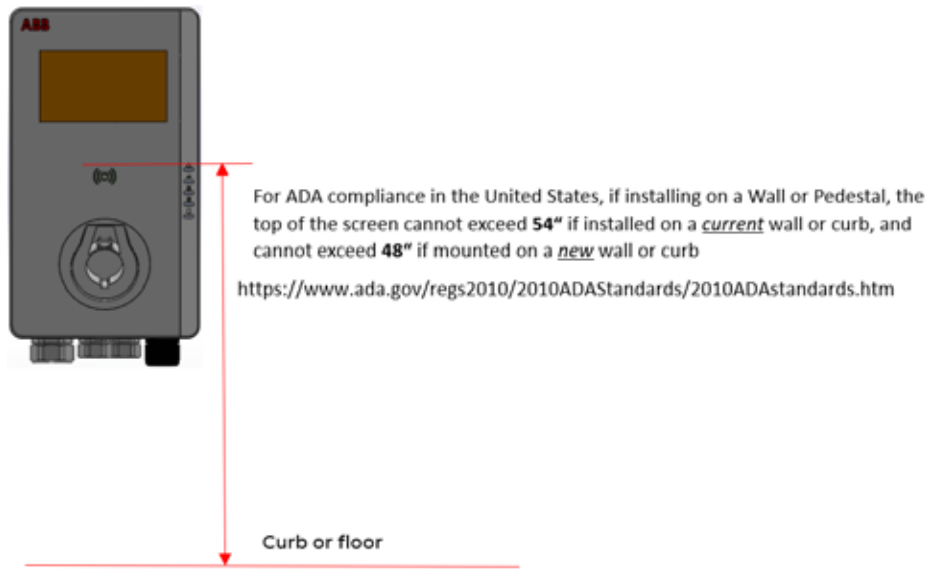 ABB
For ADA compliance in the United States, if installing on a Wall or Pedestal, the
top of the screen cannot exceed 54“ if installed on a current wall or curb, and
cannot exceed 48” if mounted on a new wall or curb
https://www.ada.gov/regs2010/2010ADAStandards/2010ADAstandards.htm
Curb or floor